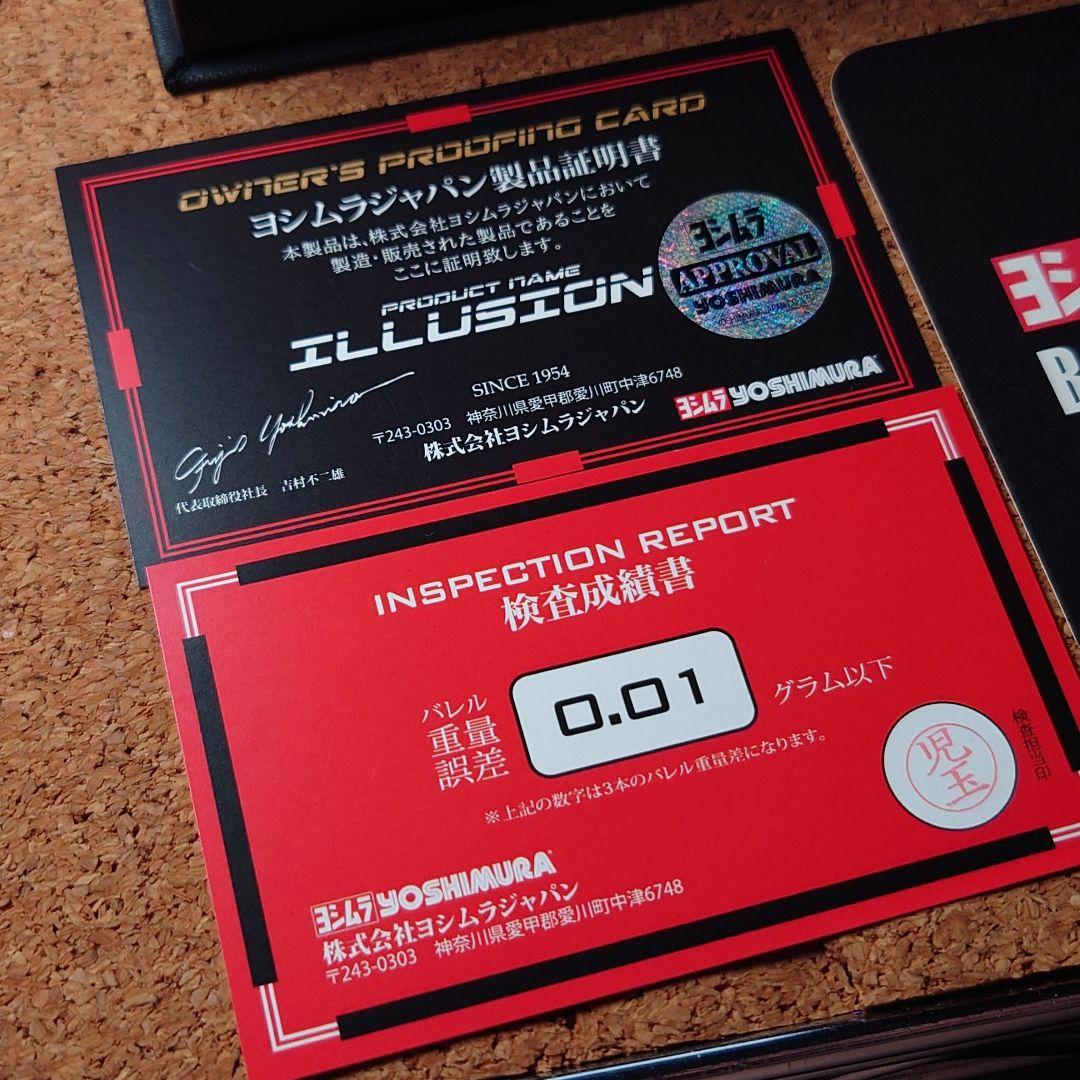 OWNER'S PROOFING CARD
ヨシムラジャパン製品証明書
本製品は、株式会社ヨシムラジャパンにおいて
製造・販売された製品であることを
ここに証明致します。
PRODUCT NAME
ILLUSION
ヨシムラ
APPROVAL
YOSHIMURA
SINCE 1954
〒243-0303 神奈川県愛甲郡愛川町中津6748
株式会社ヨシムラジャパン
ヨシムラ YOSHIMURA
代表取締役社長 吉村不二雄
INSPECTION REPORT
検査成績書
バレル
重量
誤差
0.01
グラム以下
※上記の数字は3本のバレル重量差になります。
児玉
検査担当印
ヨシムラ YOSHIMURA
株式会社ヨシムラジャパン
〒243-0303 神奈川県愛甲郡愛川町中津6748